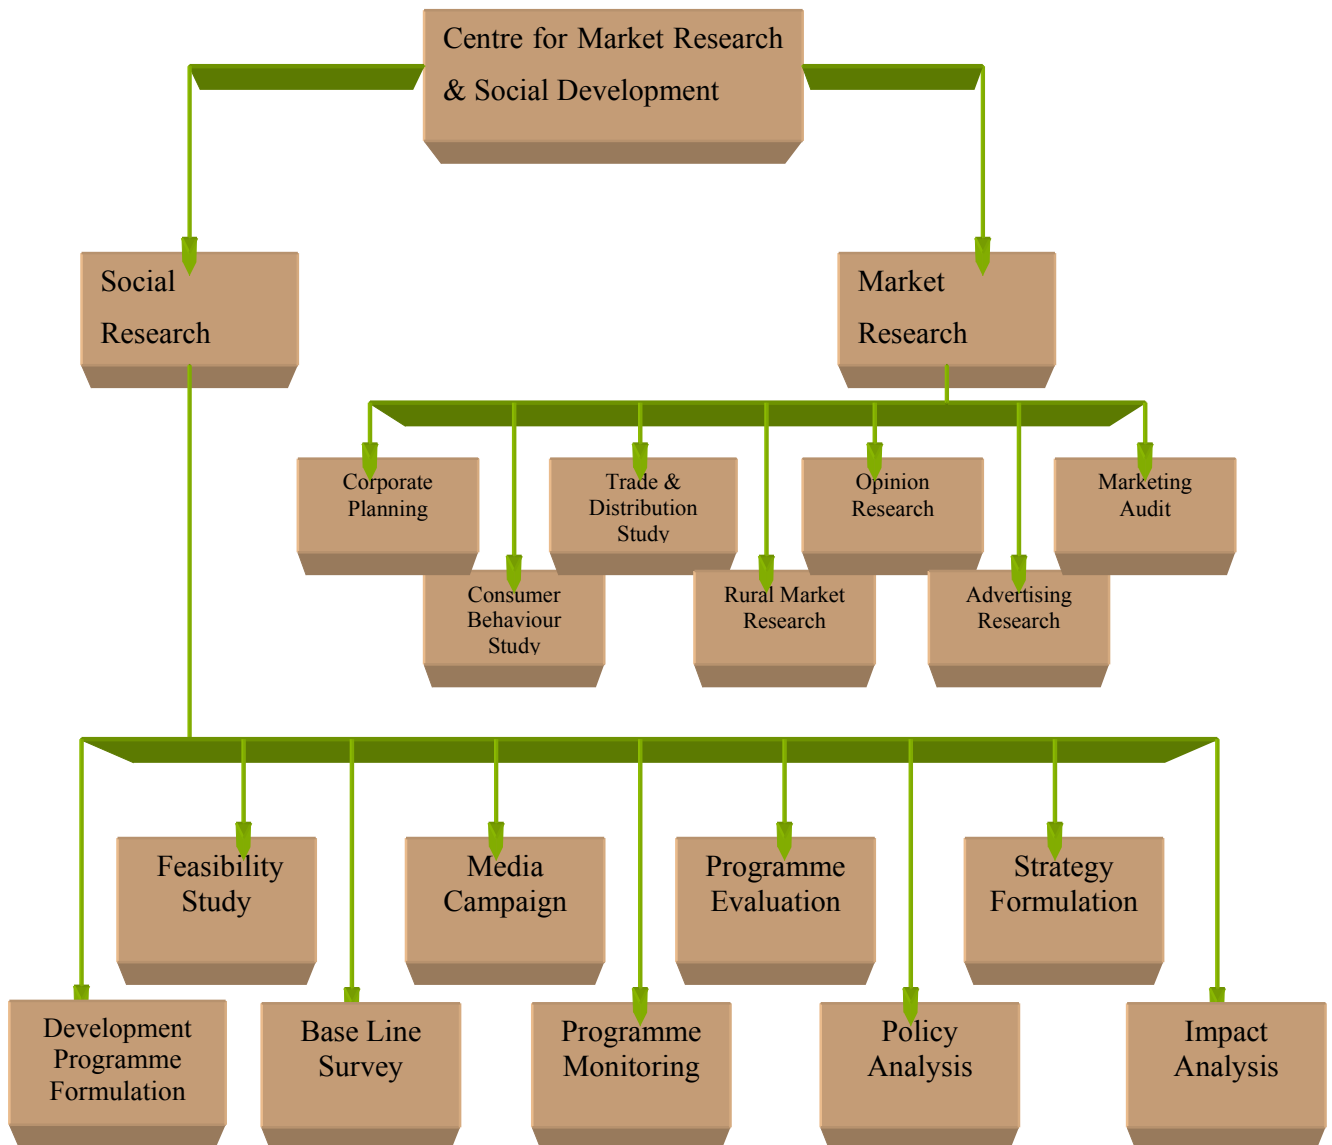 Centre for Market Research
& Social Development
Social
Research
Market
Research
Corporate
Planning
Trade &
Distribution
Study
Opinion
Research
Marketing
Audit
Consumer
Behaviour
Study
Rural Market
Research
Advertising
Research
Feasibility
Study
Media
Campaign
Programme
Evaluation
Strategy
Formulation
Development
Programme
Formulation
Base Line
Survey
Programme
Monitoring
Policy
Analysis
Impact
Analysis